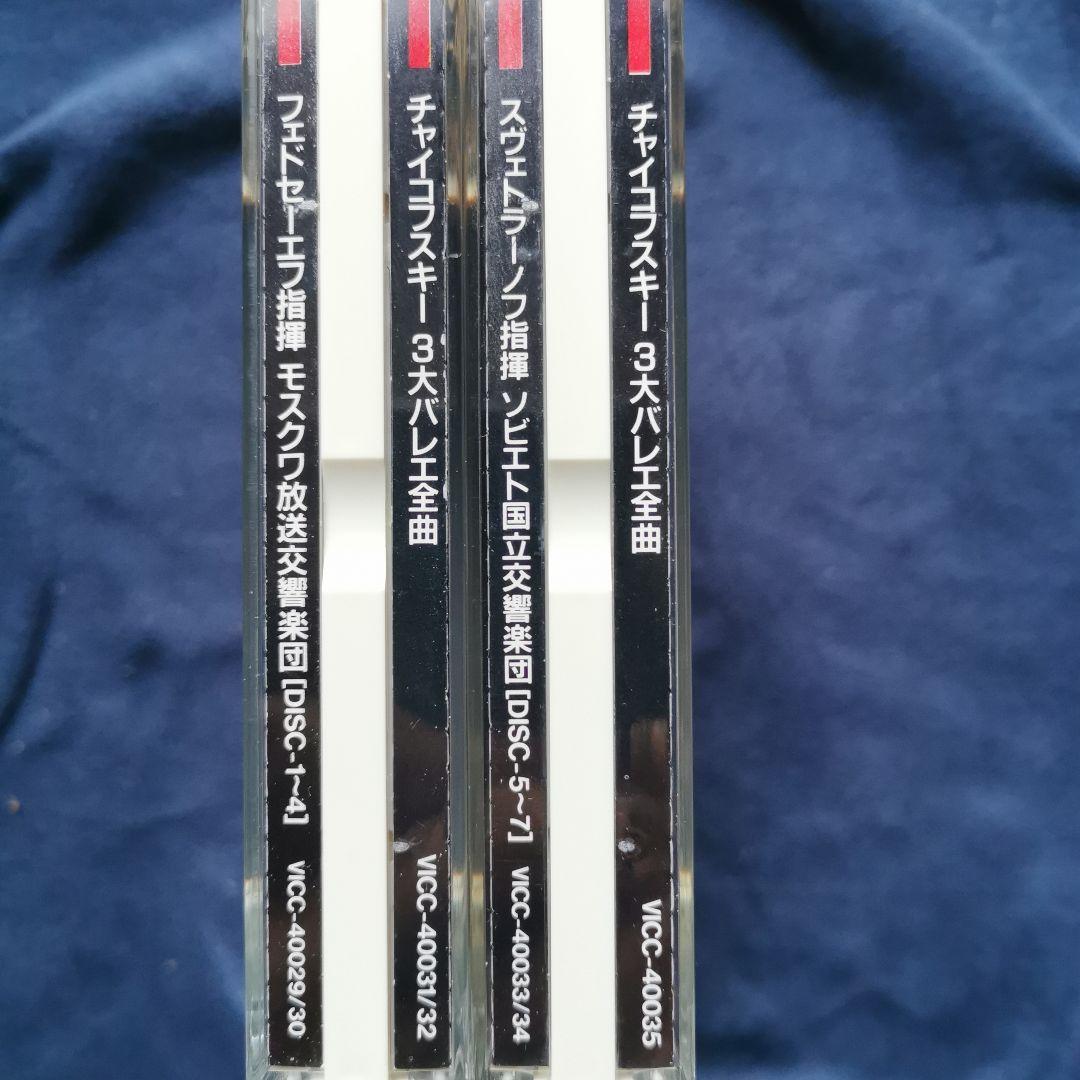 フェドセーエフ指揮 モスクワ放送交響楽団 [DISC-1~4] VICC-40029/30
チャイコフスキー 3大バレエ全曲 VICC-40031/32
スヴェトラーノフ指揮 ソビエト国立交響楽団 [DISC-5~7] VICC-40033/34
チャイコフスキー 3大バレエ全曲 VICC-40035